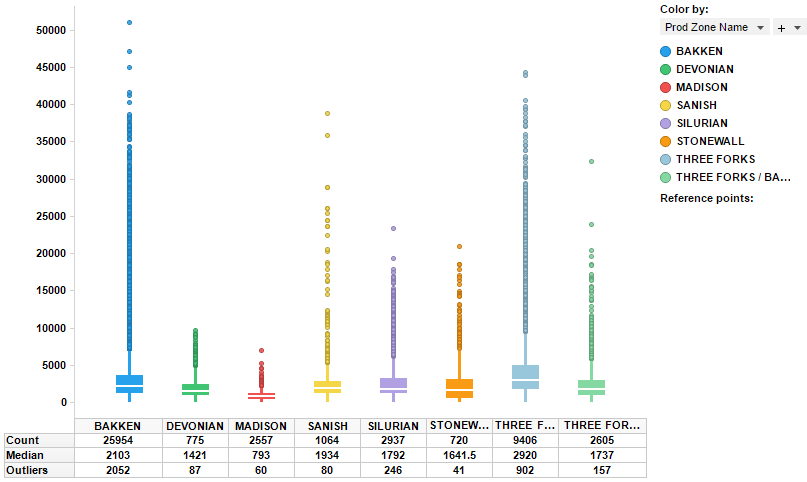 Color by:
Prod Zone Name
+
BAKKEN
DEVONIAN
MADISON
SANISH
SILURIAN
STONEWALL
THREE FORKS
THREE FORKS / BA...
Reference points:
50000
45000
40000
35000
30000
25000
20000
15000
10000
5000
0
BAKKEN DEVONIAN MADISON SANISH SILURIAN STONEW... THREE F... THREE FOR...
Count 25954 775 2557 1064 2937 720 9406 2605
Median 2103 1421 793 1934 1792 1641.5 2920 1737
Outliers 2052 87 60 80 246 41 902 157